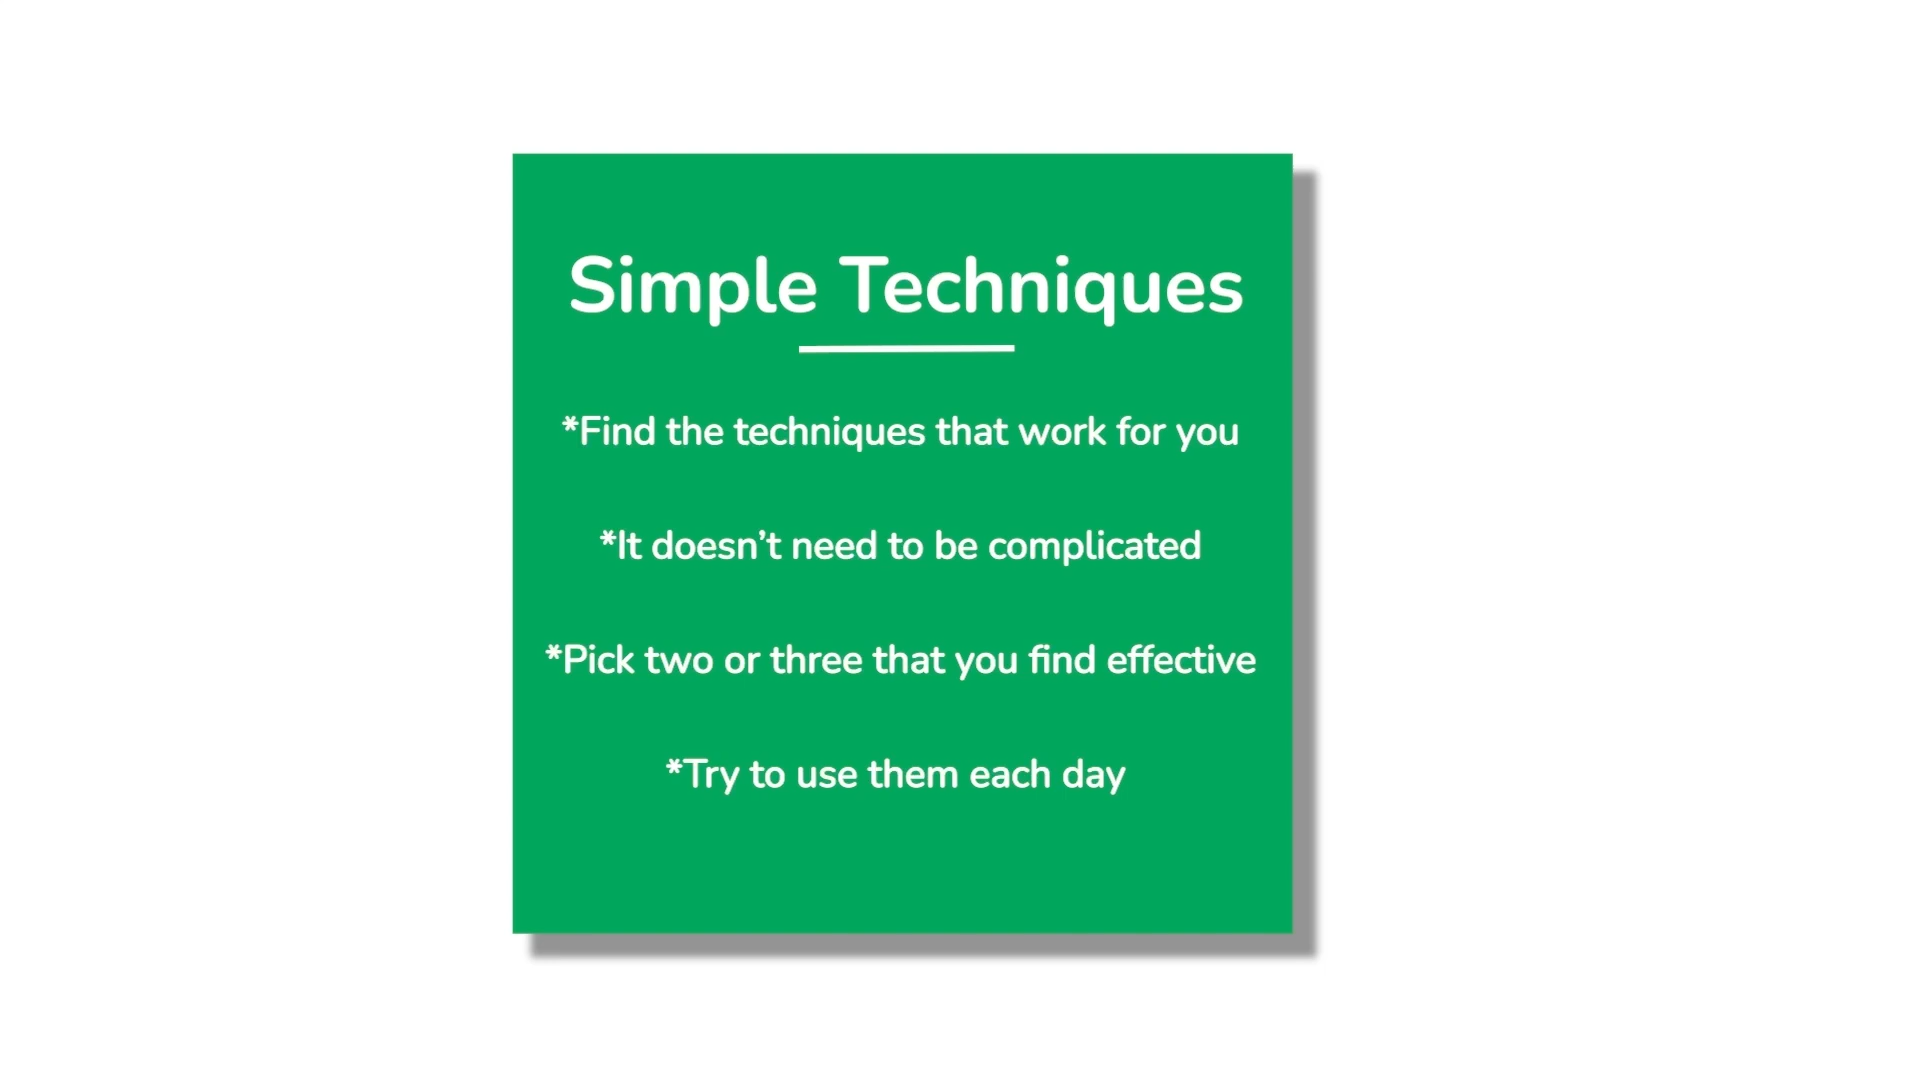 Simple Techniques
*Find the techniques that work for you
*It doesn’t need to be complicated
*Pick two or three that you find effective
*Try to use them each day